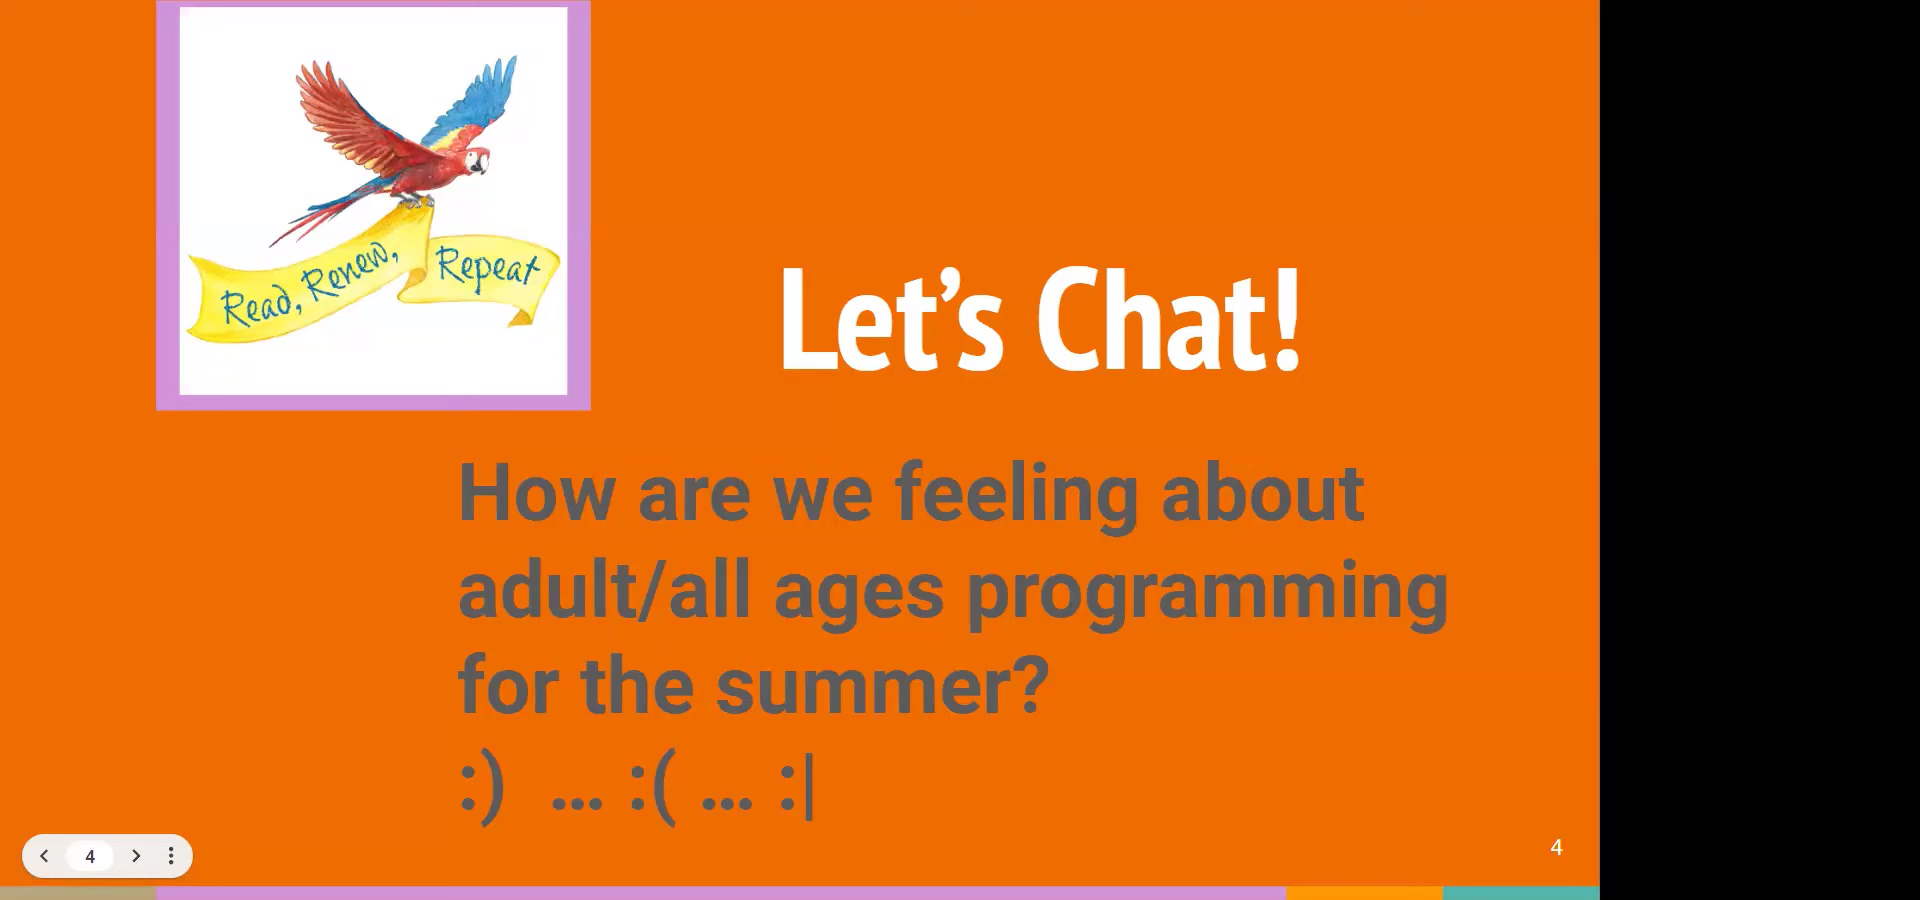 Read, Renew, Repeat
Let’s Chat!
How are we feeling about
adult/all ages programming
for the summer?
:)  ... :( ... :|
4
4